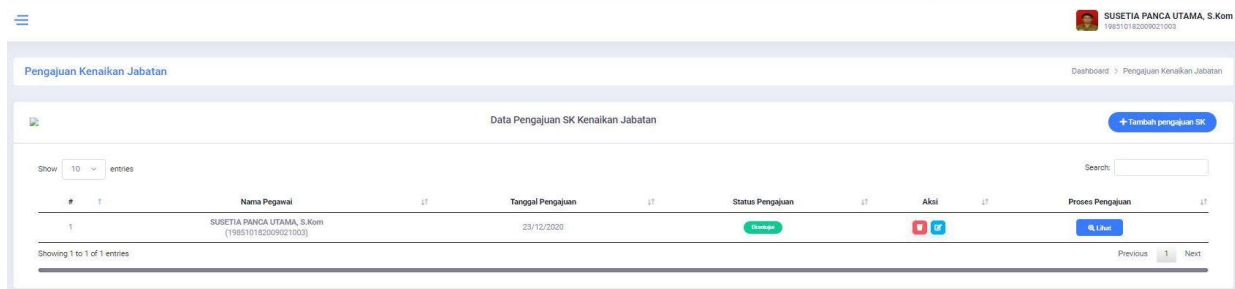 SUSETIA PANCA UTAMA, S.Kom
198510182009021003
Pengajuan Kenaikan Jabatan
Dashboard > Pengajuan Kenaikan Jabatan
Data Pengajuan SK Kenaikan Jabatan
+ Tambah pengajuan SK
Show 10 entries
Search:
# Nama Pegawai Tanggal Pengajuan Status Pengajuan Aksi Proses Pengajuan
1 SUSETIA PANCA UTAMA, S.Kom 23/12/2020 Disetujui Lihat
(198510182009021003)
Showing 1 to 1 of 1 entries
Previous 1 Next